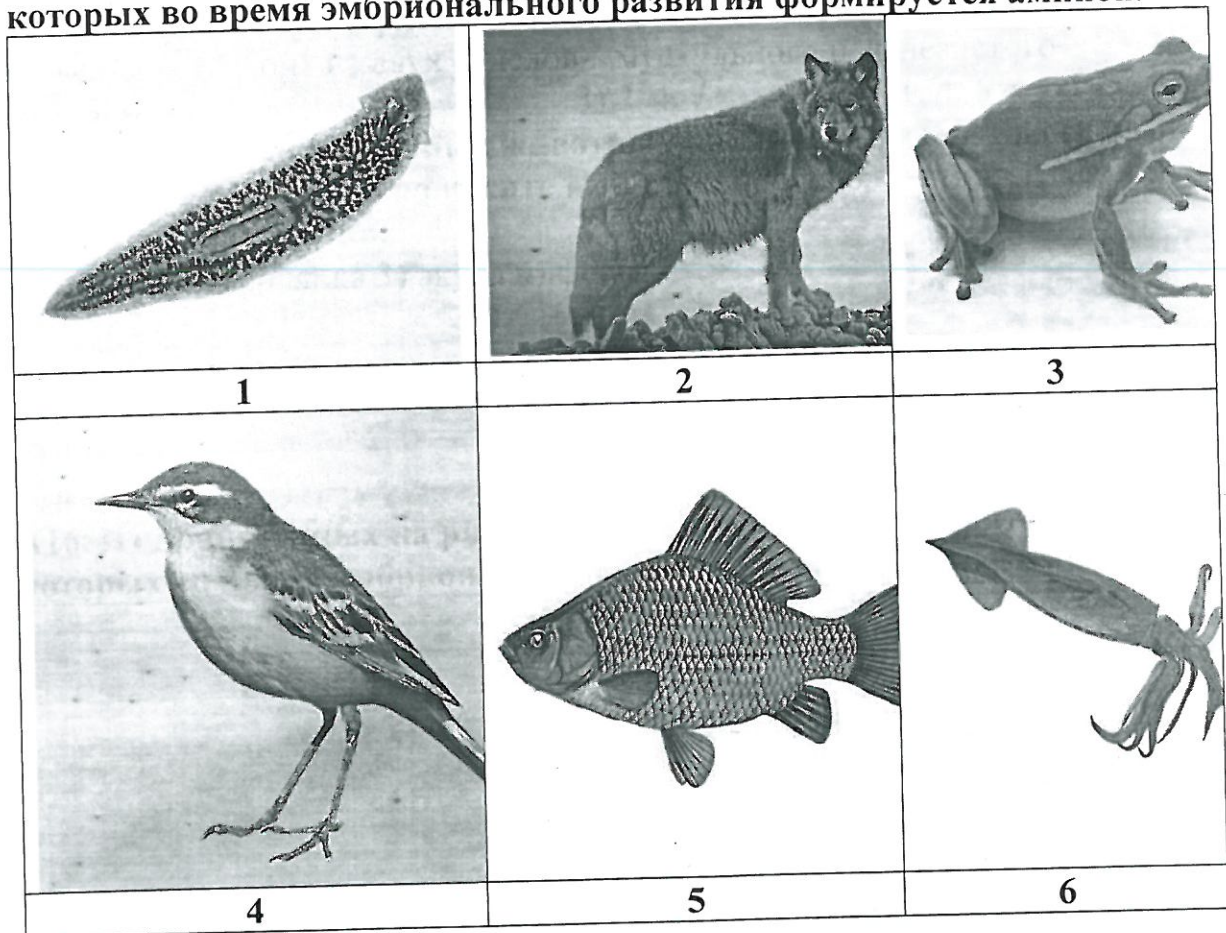 которых во время эмбрионального развития формируется амнион.
1 2 3
4 5 6